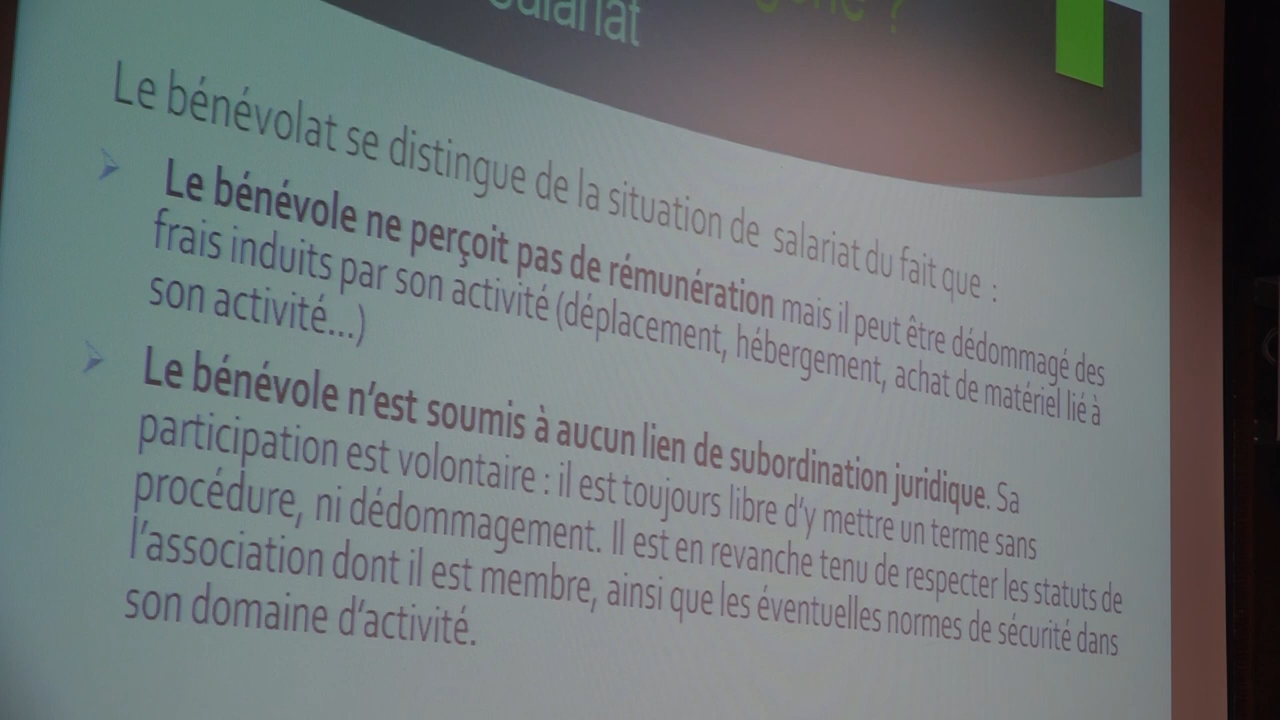 salariat
Le bénévolat se distingue de la situation de salariat du fait que :
Le bénévole ne perçoit pas de rémunération mais il peut être dédommagé des
frais induits par son activité (déplacement, hébergement, achat de matériel lié à
son activité...)
Le bénévole n'est soumis à aucun lien de subordination juridique. Sa
participation est volontaire : il est toujours libre d'y mettre un terme sans
procédure, ni dédommagement. Il est en revanche tenu de respecter les statuts de
l'association dont il est membre, ainsi que les éventuelles normes de sécurité dans
son domaine d'activité.